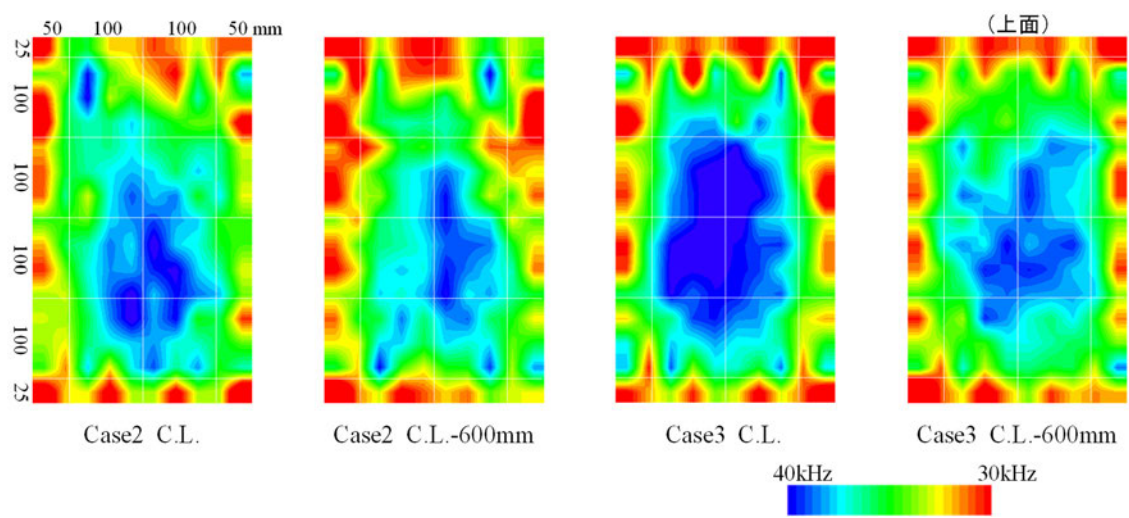 50 100 100 50 mm
(上面)
25
100
100
100
100
25
Case2 C.L.
Case2 C.L.-600mm
Case3 C.L.
Case3 C.L.-600mm
40kHz 30kHz